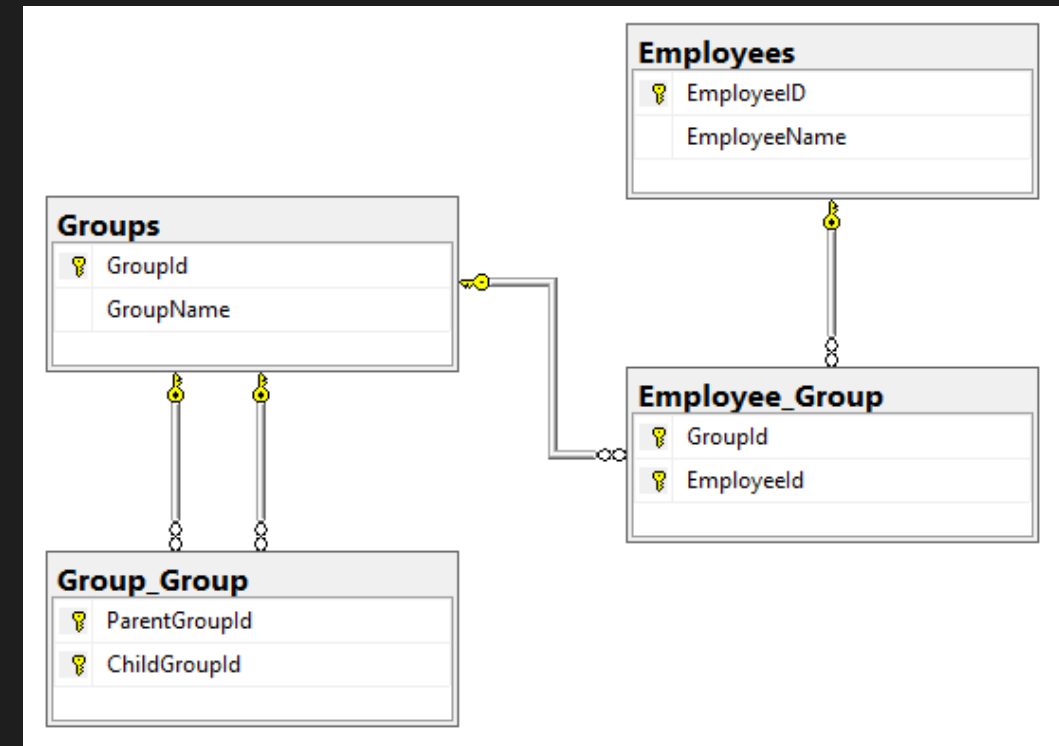 Employees
EmployeeID
EmployeeName
Groups
GroupId
GroupName
Employee_Group
GroupId
EmployeeId
Group_Group
ParentGroupId
ChildGroupId